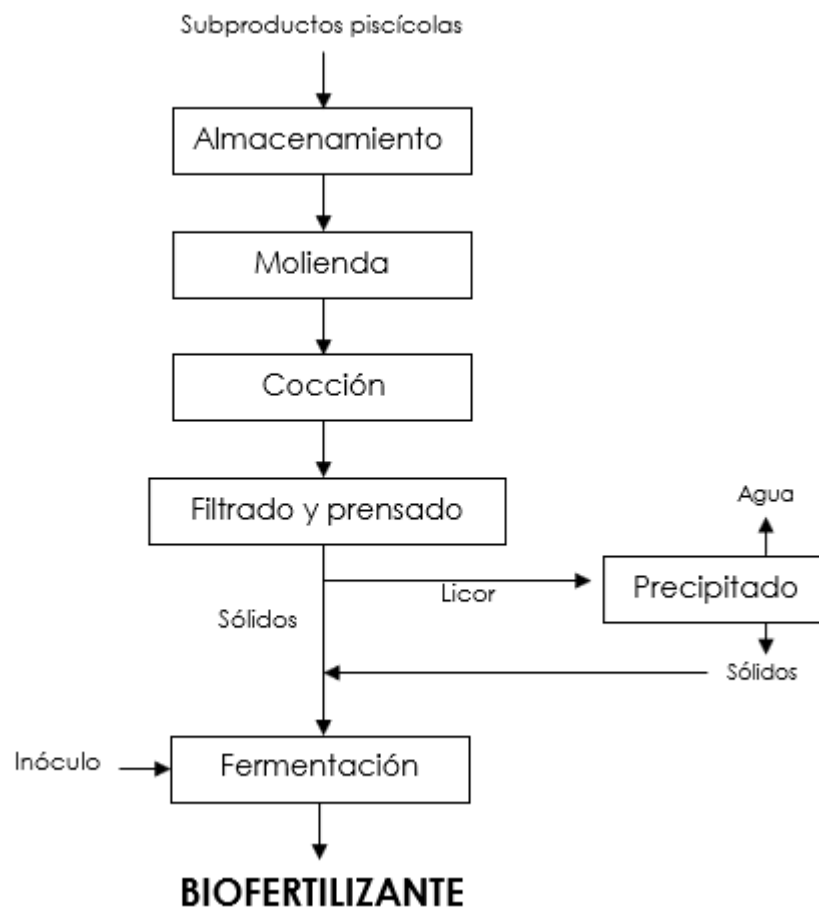 Subproductos piscícolas
Almacenamiento
Molienda
Cocción
Filtrado y prensado
Agua
Licor
Precipitado
Sólidos
Sólidos
Inóculo
Fermentación
BIOFERTILIZANTE